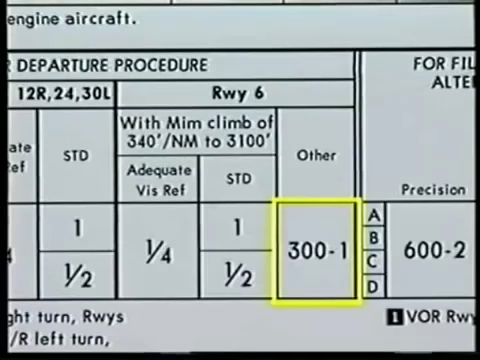 engine aircraft.
DEPARTURE PROCEDURE
FOR FIL
ALTE
12R,24,30L
Rwy 6
With Mim climb of
340'/NM to 3100'
Other
STD
Adequate
Vis Ref
STD
Precision
1
1/2
1/4
1
1/2
300-1
A
B
C
D
600-2
ght turn, Rwys
/R left turn,
1 VOR Rwy